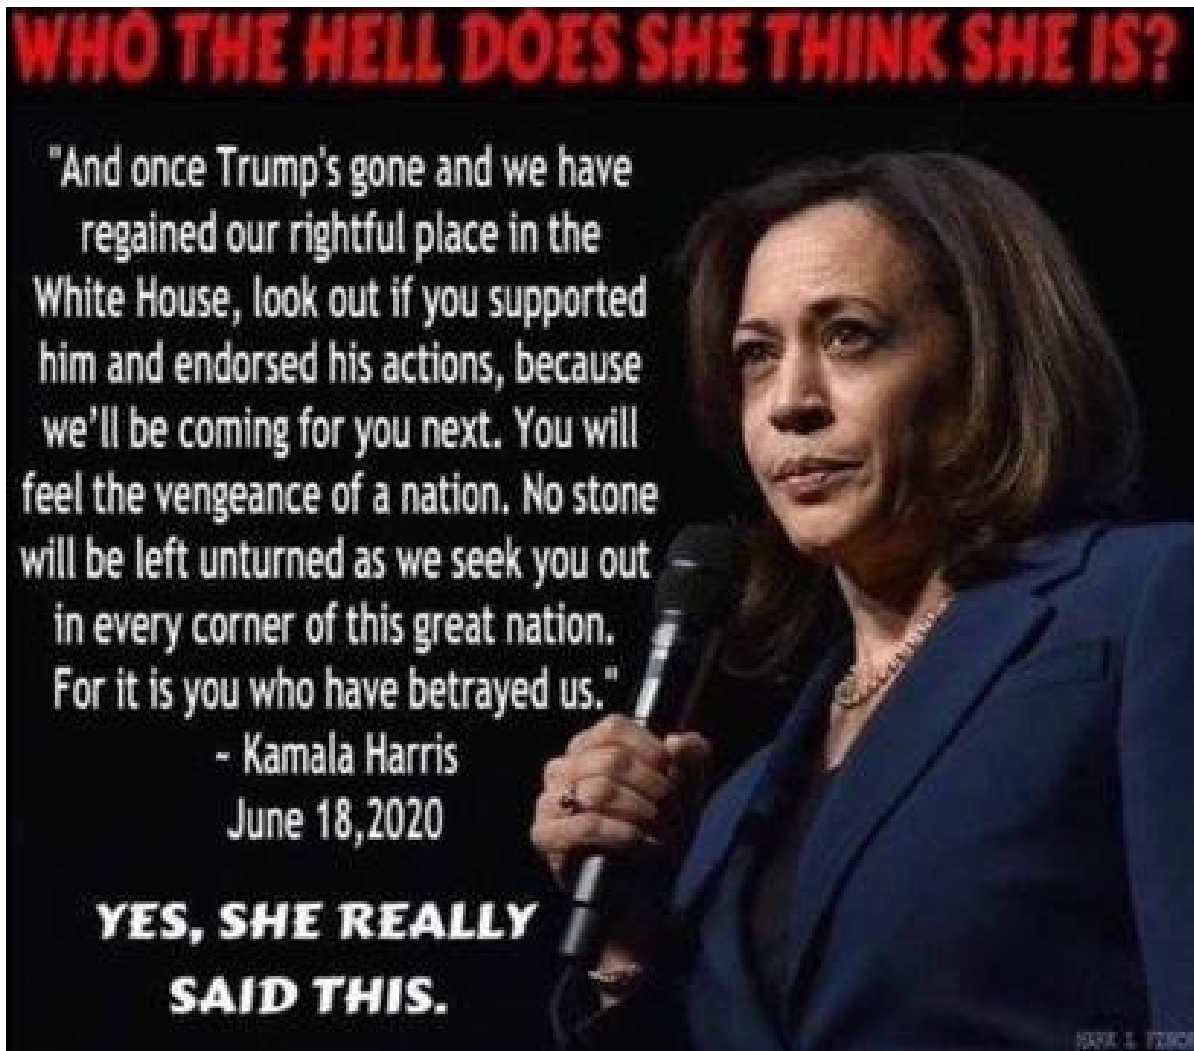 WHO THE HELL DOES SHE THINK SHE IS?
"And once Trump's gone and we have
regained our rightful place in the
White House, look out if you supported
him and endorsed his actions, because
we'll be coming for you next. You will
feel the vengeance of a nation. No stone
will be left unturned as we seek you out
in every corner of this great nation.
For it is you who have betrayed us."
- Kamala Harris
June 18,2020
YES, SHE REALLY
SAID THIS.